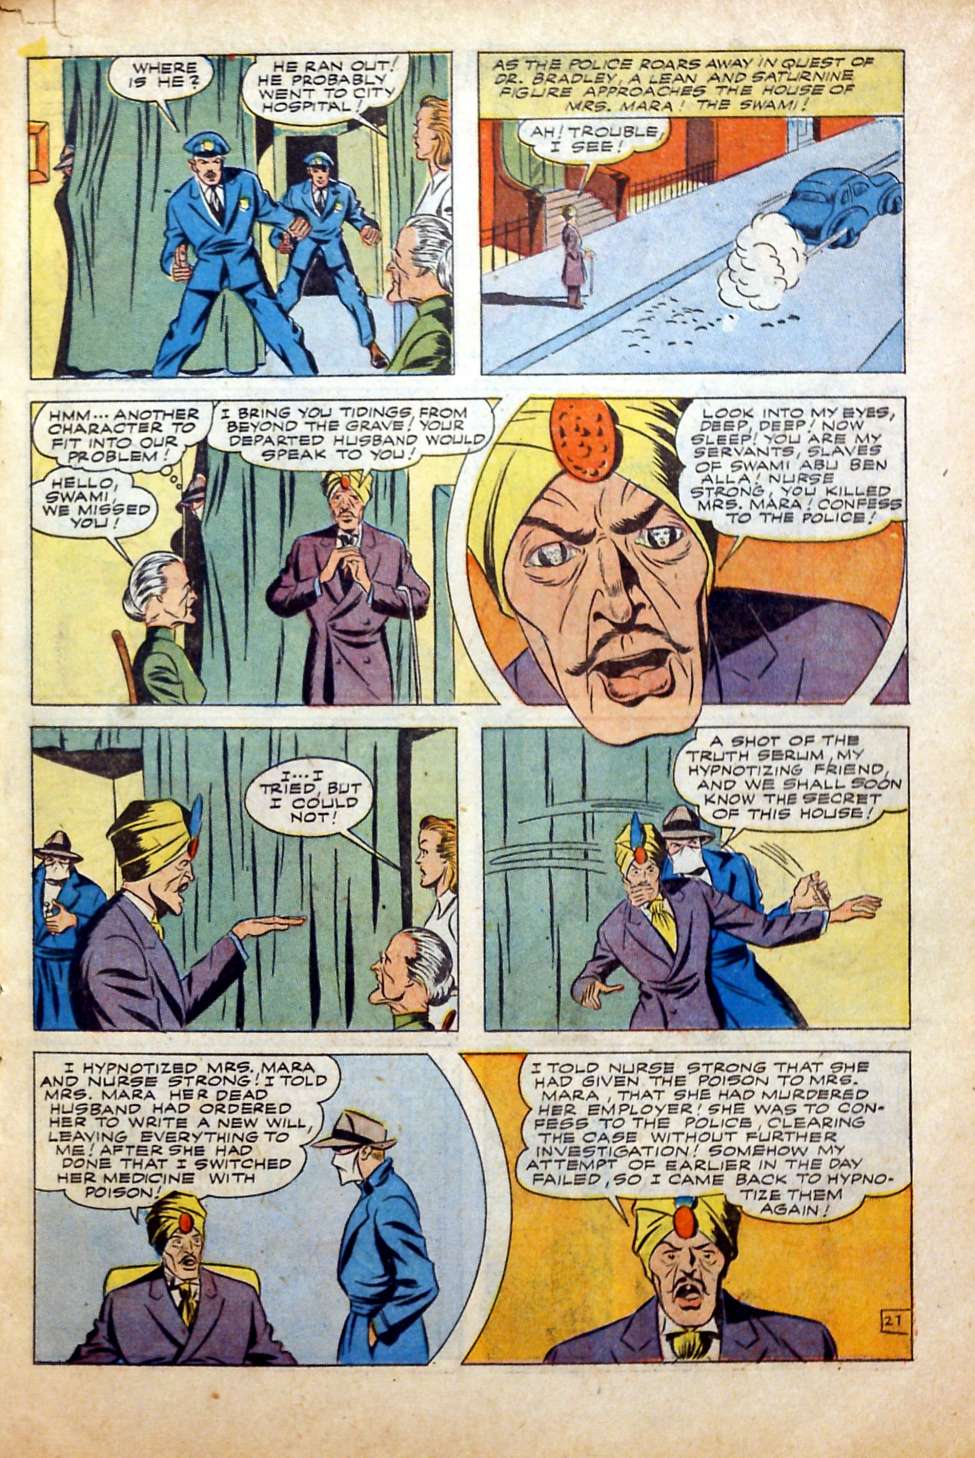 WHERE
IS HE?
HE RAN OUT!
HE PROBABLY
WENT TO CITY
HOSPITAL!
AS THE POLICE ROARS AWAY IN QUEST OF
DR. BRADLEY, A LEAN AND SATURNINE
FIGURE APPROACHES THE HOUSE OF
MRS. MARA! THE SWAMI!
AH! TROUBLE,
I SEE!
HMM... ANOTHER
CHARACTER TO
FIT INTO OUR
PROBLEM!
HELLO,
SWAMI,
WE MISSED
YOU!
I BRING YOU TIDINGS, FROM
BEYOND THE GRAVE! YOUR
DEPARTED HUSBAND WOULD
SPEAK TO YOU!
LOOK INTO MY EYES,
DEEP, DEEP! NOW
SLEEP! YOU ARE MY
SERVANTS, SLAVES
OF SWAMI ABU BEN
ALLA! NURSE
STRONG, YOU KILLED
MRS. MARA! CONFESS
TO THE POLICE!
I...I
TRIED, BUT
I COULD
NOT!
A SHOT OF THE
TRUTH SERUM, MY
HYPNOTIZING FRIEND,
AND WE SHALL SOON
KNOW THE SECRET
OF THIS HOUSE!
I HYPNOTIZED MRS. MARA
AND NURSE STRONG! I TOLD
MRS. MARA HER DEAD
HUSBAND HAD ORDERED
HER TO WRITE A NEW WILL,
LEAVING EVERYTHING TO
ME! AFTER SHE HAD
DONE THAT I SWITCHED
HER MEDICINE WITH
POISON!
I TOLD NURSE STRONG THAT SHE
HAD GIVEN THE POISON TO MRS.
MARA, THAT SHE HAD MURDERED
HER EMPLOYER! SHE WAS TO CON-
FESS TO THE POLICE, CLEARING
THE CASE WITHOUT FURTHER
INVESTIGATION! SOMEHOW MY
ATTEMPT OF EARLIER IN THE DAY
FAILED, SO I CAME BACK TO HYPNO-
TIZE THEM
AGAIN!
27